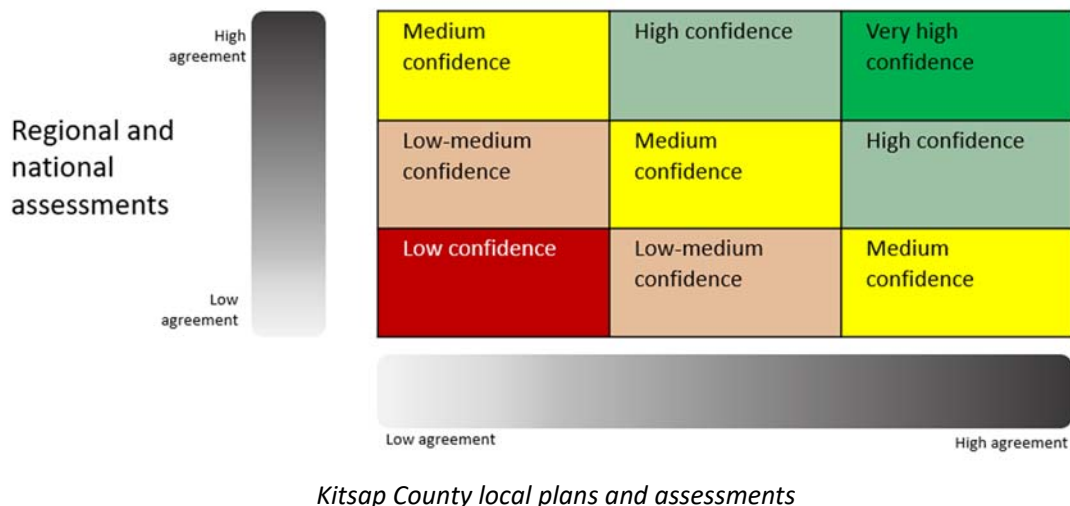 High
agreement
Regional and
national
assessments
Low
agreement
Medium
confidence
High confidence
Very high
confidence
Low-medium
confidence
Medium
confidence
High confidence
Low confidence
Low-medium
confidence
Medium
confidence
Low agreement
High agreement
Kitsap County local plans and assessments